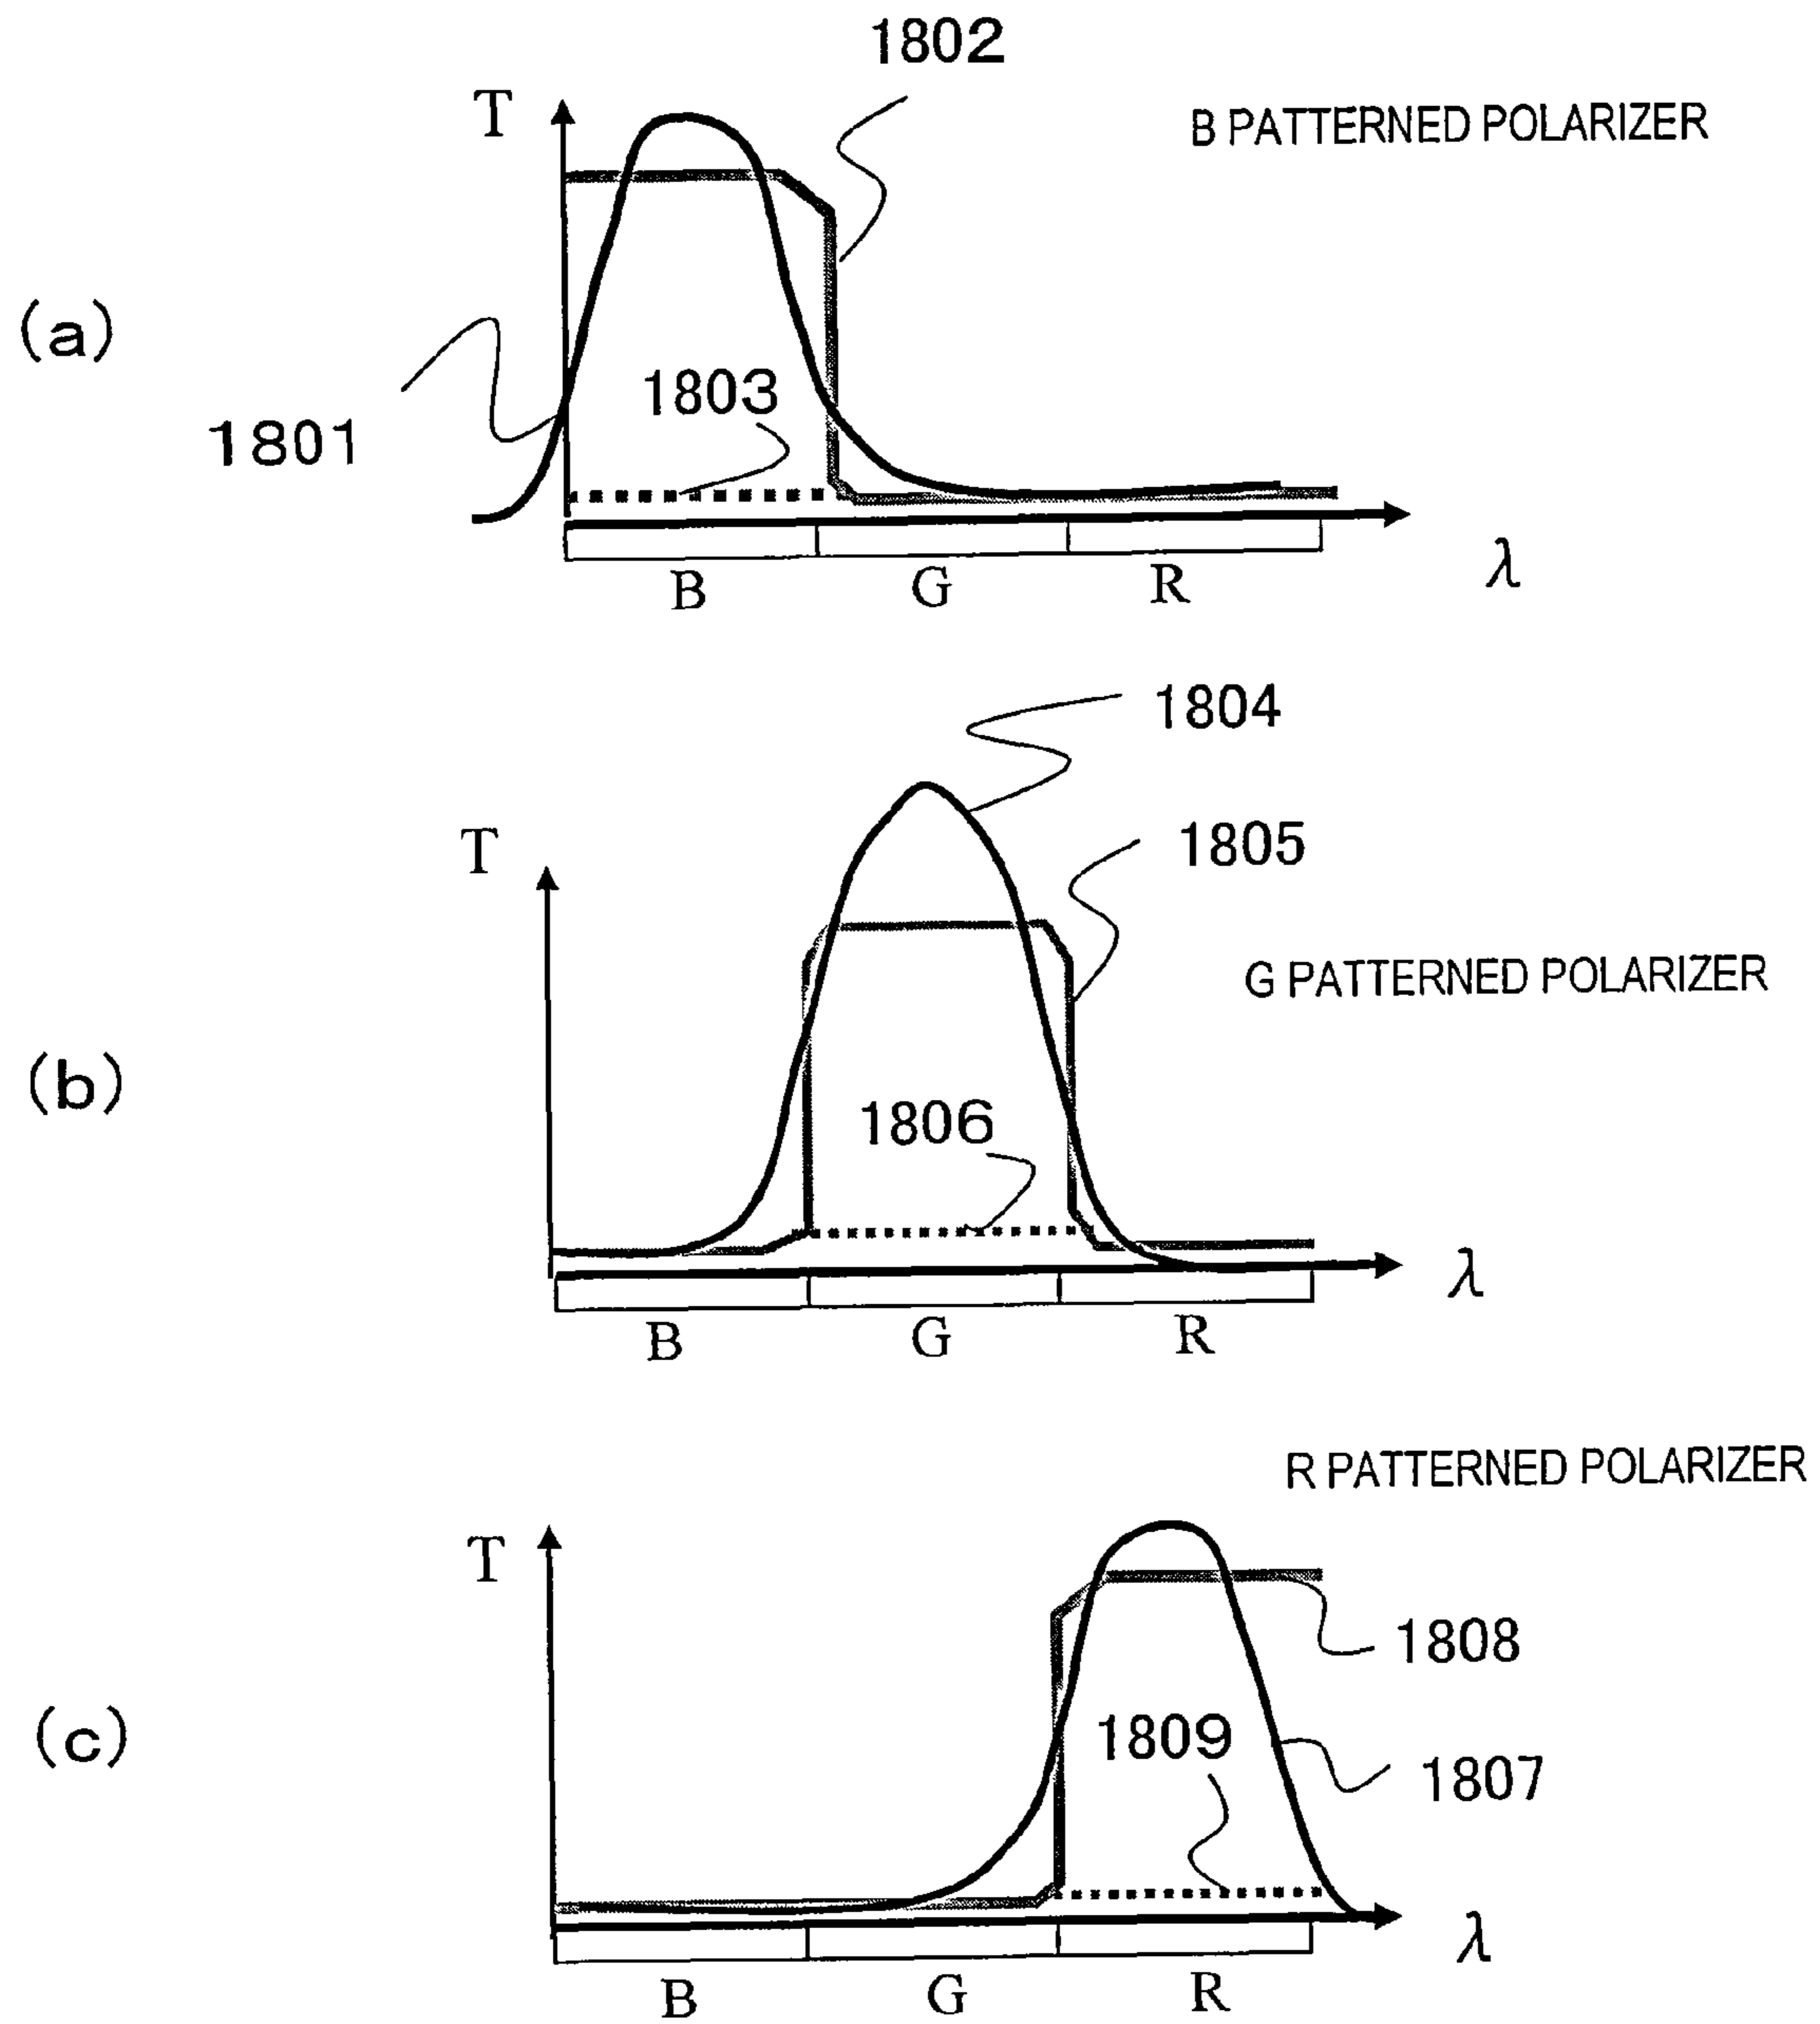 1802
T
B PATTERNED POLARIZER
(a)
1803
1801
B G R λ
1804
1805
T
G PATTERNED POLARIZER
(b)
1806
λ
B G R
R PATTERNED POLARIZER
T
1808
(c)
1809
1807
λ
B G R